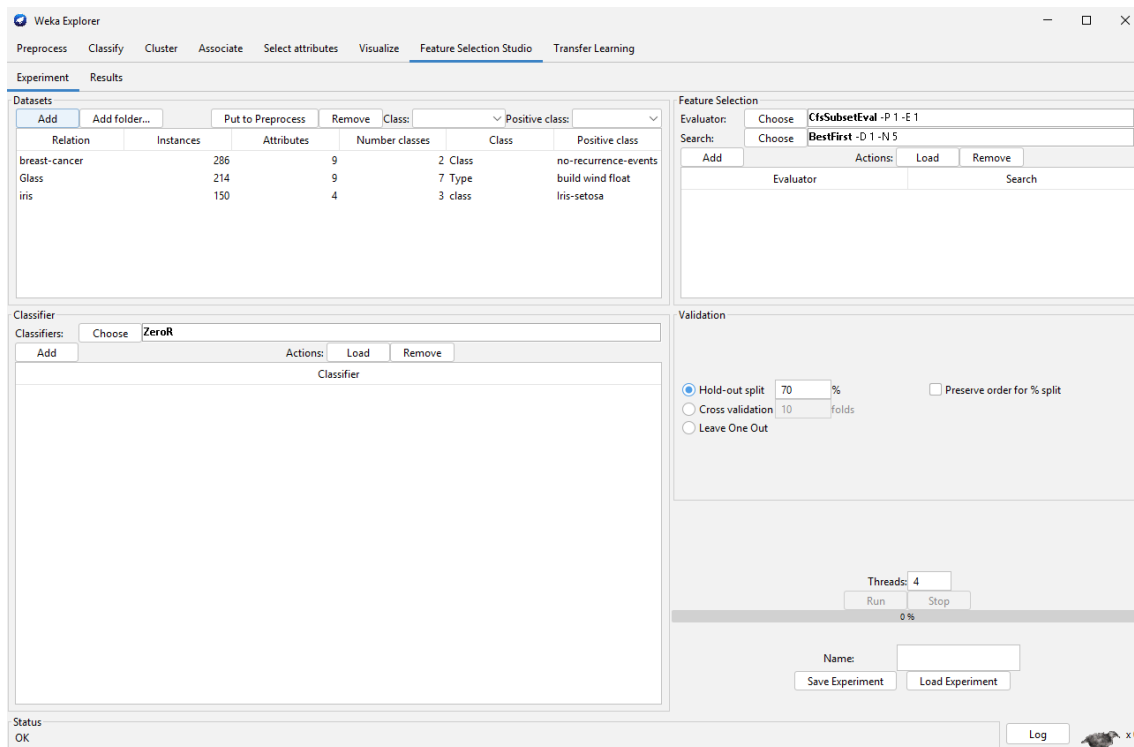 Weka Explorer
Preprocess Classify Cluster Associate Select attributes Visualize Feature Selection Studio Transfer Learning
Experiment Results
Datasets
Add Add folder... Put to Preprocess Remove Class: Positive class:
Relation Instances Attributes Number classes Class Positive class
breast-cancer 286 9 2 Class no-recurrence-events
Glass 214 9 7 Type build wind float
iris 150 4 3 class Iris-setosa
Feature Selection
Evaluator: Choose CfsSubsetEval -P 1 -E 1
Search: Choose BestFirst -D 1 -N 5
Add Actions: Load Remove
Evaluator Search
Classifier
Classifiers: Choose ZeroR
Add Actions: Load Remove
Classifier
Validation
Hold-out split 70 % Preserve order for % split
Cross validation 10 folds
Leave One Out
Threads: 4
Run Stop
0 %
Name:
Save Experiment Load Experiment
Status
OK
Log x